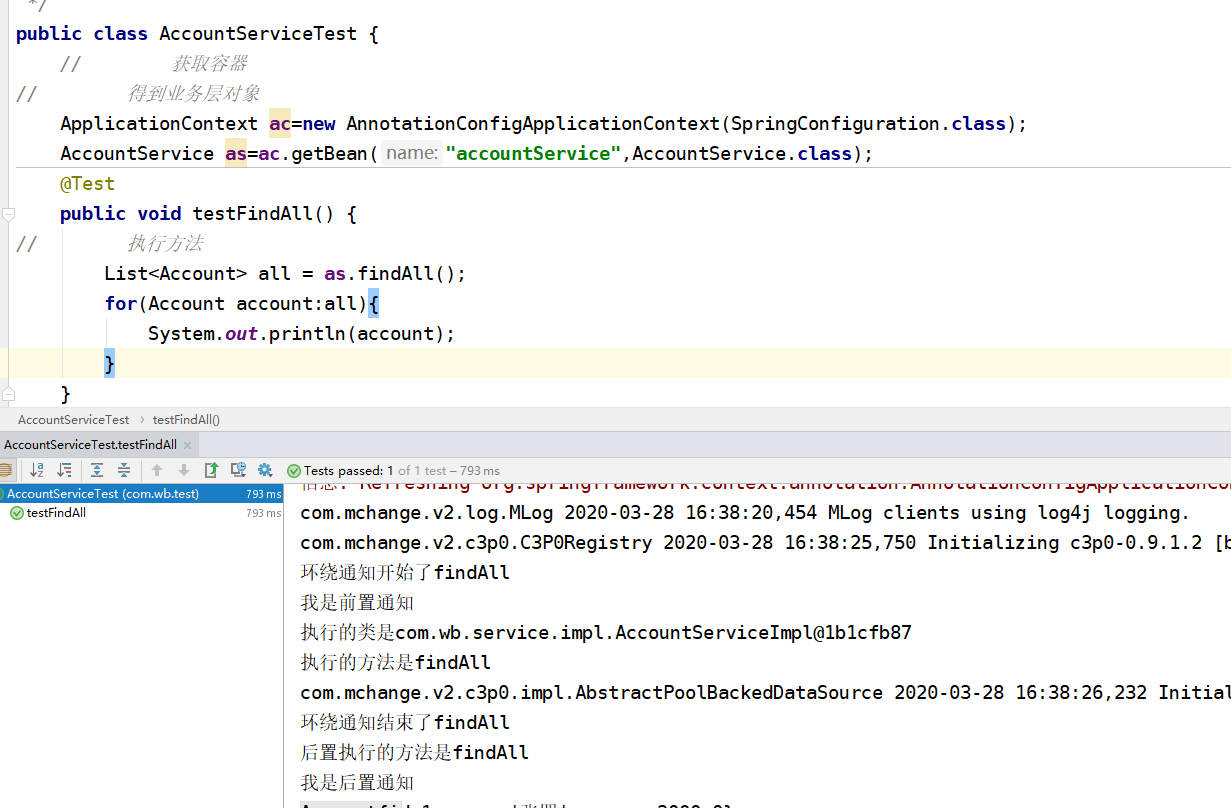 */
public class AccountServiceTest {
// 获取容器
// 得到业务层对象
ApplicationContext ac=new AnnotationConfigApplicationContext(SpringConfiguration.class);
AccountService as=ac.getBean( name: "accountService",AccountService.class);
@Test
public void testFindAll() {
// 执行方法
List<Account> all = as.findAll();
for(Account account:all){
System.out.println(account);
}
}
AccountServiceTest › testFindAll()
AccountServiceTest.testFindAll ×
Tests passed: 1 of 1 test – 793 ms
AccountServiceTest (com.wb.test) 793 ms
testFindAll 793 ms
信息: Refreshing org.springframework.context.annotation.AnnotationConfigApplicationCo
com.mchange.v2.log.MLog 2020-03-28 16:38:20,454 MLog clients using log4j logging.
com.mchange.v2.c3p0.C3P0Registry 2020-03-28 16:38:25,750 Initializing c3p0-0.9.1.2 [b
环绕通知开始了findAll
我是前置通知
执行的类是com.wb.service.impl.AccountServiceImpl@1b1cfb87
执行的方法是findAll
com.mchange.v2.c3p0.impl.AbstractPoolBackedDataSource 2020-03-28 16:38:26,232 Initial
环绕通知结束了findAll
后置执行的方法是findAll
我是后置通知